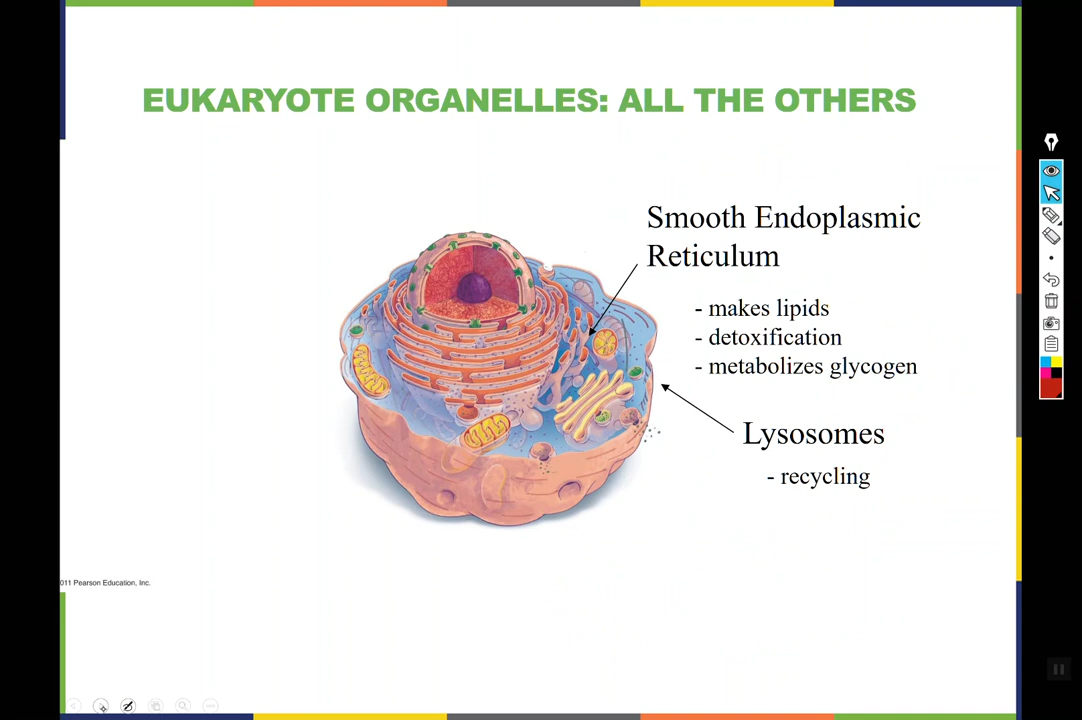 EUKARYOTE ORGANELLES: ALL THE OTHERS
Smooth Endoplasmic
Reticulum
- makes lipids
- detoxification
- metabolizes glycogen
Lysosomes
- recycling
011 Pearson Education, Inc.